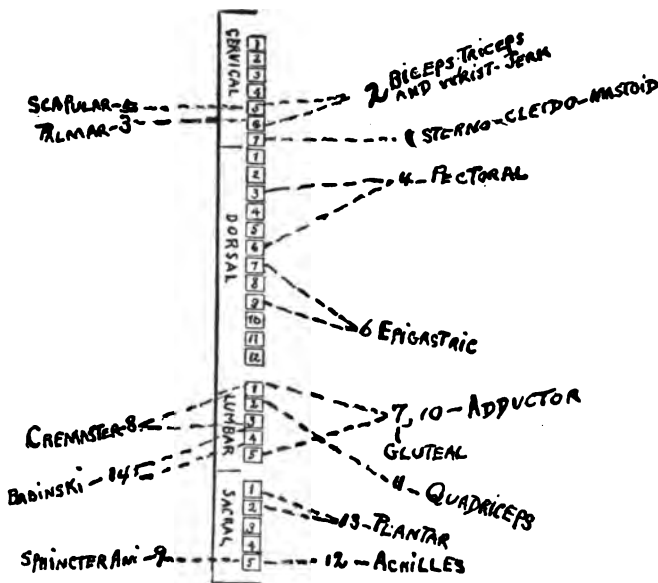 CERVICAL
1
2
3
4
5
6
7
SCAPULAR-5
PALMAR-3
2 BICEPS-TRICEPS
AND WRIST-JERK
1 STERNO-CLEIDO-MASTOID
DORSAL
1
2
3
4
5
6
7
8
9
10
11
12
4-PECTORAL
6 EPIGASTRIC
LUMBAR
1
2
3
4
5
CREMASTER-8
BABINSKI-14
7, 10-ADDUCTOR
GLUTEAL
11-QUADRICEPS
SACRAL
1
2
3
4
5
SPHINCTER ANI-9
13-PLANTAR
12-ACHILLES